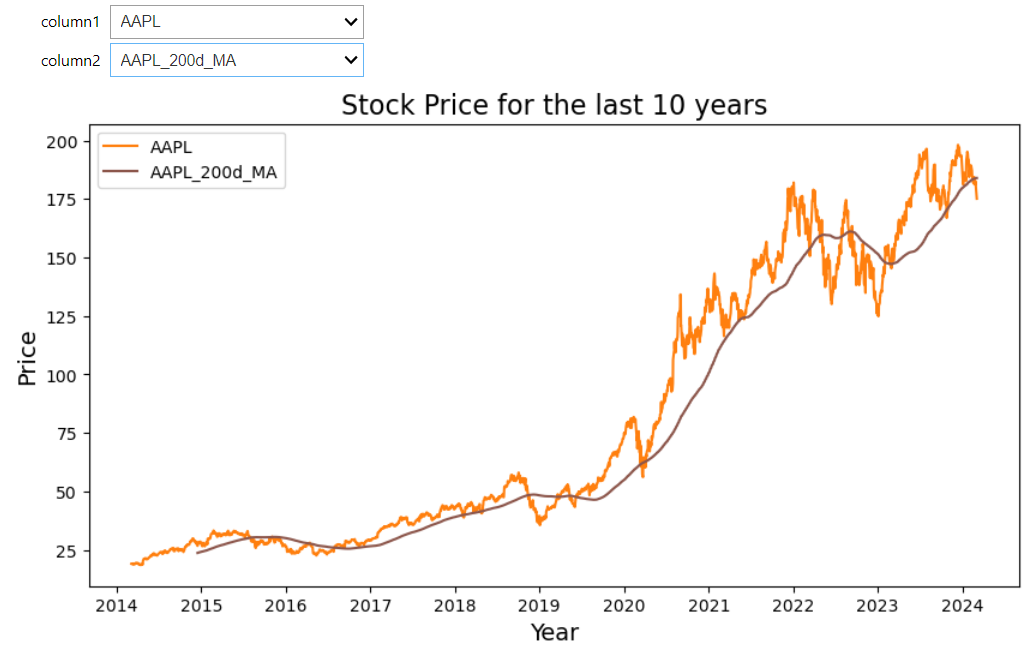 column1 AAPL
column2 AAPL_200d_MA
Stock Price for the last 10 years
AAPL
AAPL_200d_MA
200
175
150
125
100
75
50
25
Price
2014 2015 2016 2017 2018 2019 2020 2021 2022 2023 2024
Year